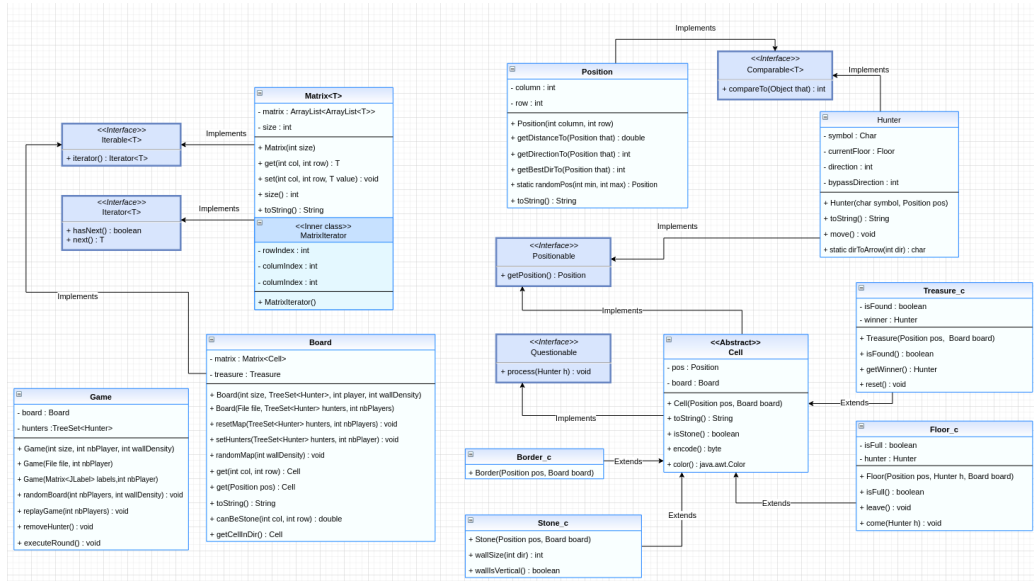 Implements
<<Interface>>
Comparable<T>
+ compareTo(Object that) : int
Implements
Position
- column : int
- row : int
+ Position(int column, int row)
+ getDistanceTo(Position that) : double
+ getDirectionTo(Position that) : int
+ getBestDirTo(Position that) : int
+ static randomPos(int min, int max) : Position
+ toString() : String
Matrix<T>
- matrix : ArrayList<ArrayList<T>>
- size : int
+ Matrix(int size)
+ get(int col, int row) : T
+ set(int col, int row, T value) : void
+ size() : int
+ toString() : String
<<Inner class>>
MatrixIterator
- rowIndex : int
- columIndex : int
- columIndex : int
+ MatrixIterator()
<<Interface>>
Iterable<T>
+ iterator() : Iterator<T>
Implements
<<Interface>>
Iterator<T>
+ hasNext() : boolean
+ next() : T
Implements
Implements
Hunter
- symbol : Char
- currentFloor : Floor
- direction : int
- bypassDirection : int
+ Hunter(char symbol, Position pos)
+ toString() : String
+ move() : void
+ static dirToArrow(int dir) : char
Implements
<<Interface>>
Positionable
+ getPosition() : Position
Implements
<<Interface>>
Questionable
+ process(Hunter h) : void
Implements
<<Abstract>>
Cell
- pos : Position
- board : Board
+ Cell(Position pos, Board board)
+ toString() : String
+ isStone() : boolean
+ encode() : byte
+ color() : java.awt.Color
Treasure_c
- isFound : boolean
- winner : Hunter
+ Treasure(Position pos, Board board)
+ isFound() : boolean
+ getWinner() : Hunter
+ reset() : void
Extends
Floor_c
- isFull : boolean
- hunter : Hunter
+ Floor(Position pos, Hunter h, Board board)
+ isFull() : boolean
+ leave() : void
+ come(Hunter h) : void
Extends
Border_c
+ Border(Position pos, Board board)
Extends
Stone_c
+ Stone(Position pos, Board board)
+ wallSize(int dir) : int
+ wallIsVertical() : boolean
Extends
Board
- matrix : Matrix<Cell>
- treasure : Treasure
+ Board(int size, TreeSet<Hunter>, int player, int wallDensity)
+ Board(File file, TreeSet<Hunter> hunters, int nbPlayers)
+ resetMap(TreeSet<Hunter> hunters, int nbPlayers) : void
+ setHunters(TreeSet<Hunter> hunters, int nbPlayers) : void
+ randomMap(int wallDensity) : void
+ get(int col, int row) : Cell
+ get(Position pos) : Cell
+ toString() : String
+ canBeStone(int col, int row) : double
+ getCellInDir() : Cell
Game
- board : Board
- hunters :TreeSet<Hunter>
+ Game(int size, int nbPlayer, int wallDensity)
+ Game(File file, int nbPlayer)
+ Game(Matrix<JLabel> labels,int nbPlayer)
+ randomBoard(int nbPlayers, int wallDensity) : void
+ replayGame(int nbPlayers) : void
+ removeHunter() : void
+ executeRound() : void